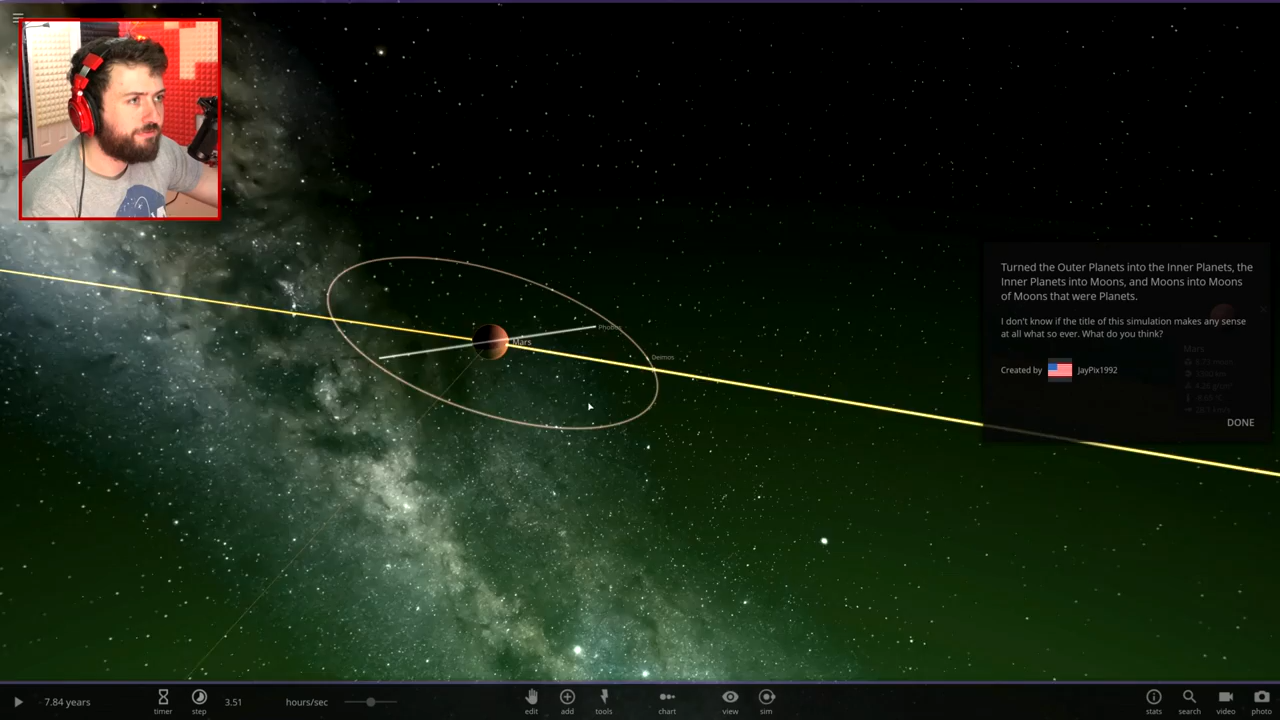 Turned the Outer Planets into the Inner Planets, the
Inner Planets into Moons, and Moons into Moons
of Moons that were Planets.
I don't know if the title of this simulation makes any sense
at all what so ever. What do you think?
Created by JayPix1992
DONE
Mars
Phobos
Mars
Deimos
7.84 years
timer
step
3.51
hours/sec
edit
add
tools
chart
view
sim
stats
search
video
photo